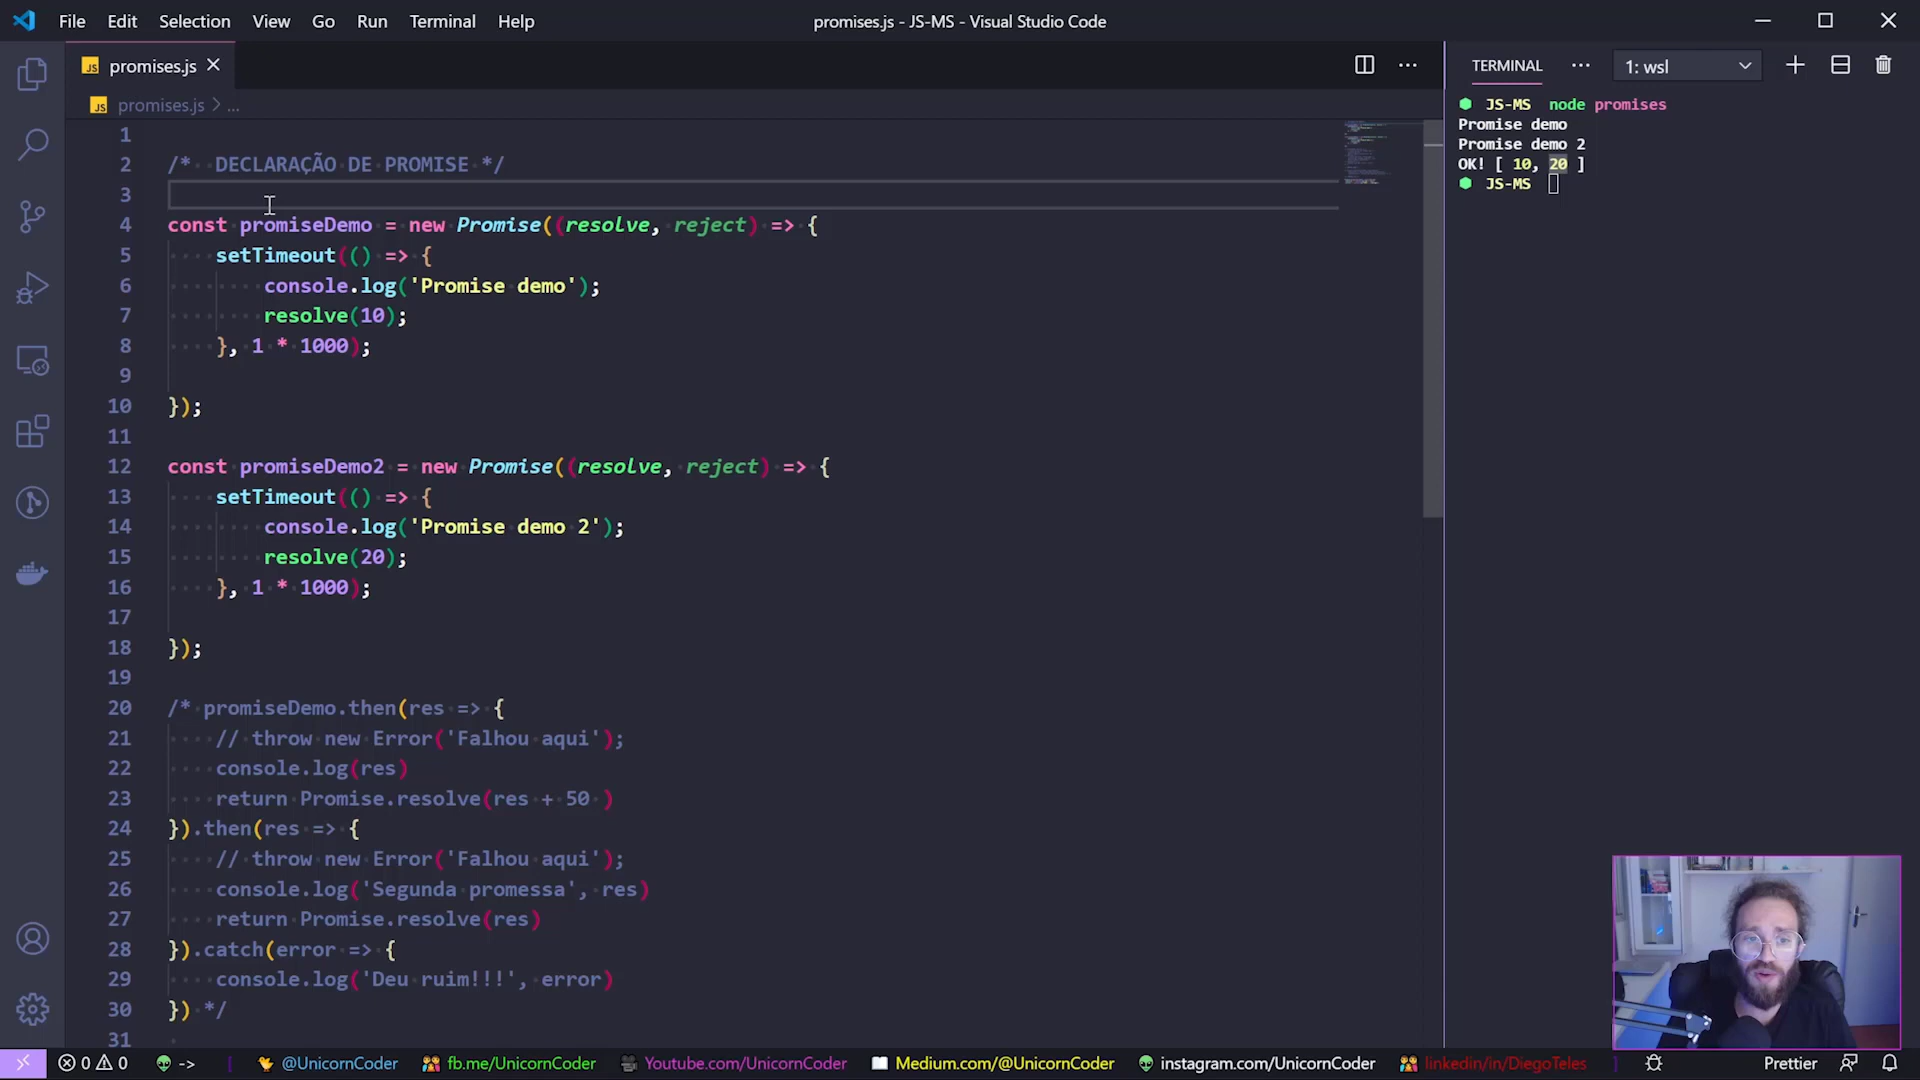 File Edit Selection View Go Run Terminal Help
promises.js - JS-MS - Visual Studio Code
JS promises.js
JS promises.js > ...
1
2 /* DECLARAÇÃO DE PROMISE */
3
4 const promiseDemo = new Promise((resolve, reject) => {
5 setTimeout(() => {
6 console.log('Promise demo');
7 resolve(10);
8 }, 1 * 1000);
9
10 });
11
12 const promiseDemo2 = new Promise((resolve, reject) => {
13 setTimeout(() => {
14 console.log('Promise demo 2');
15 resolve(20);
16 }, 1 * 1000);
17
18 });
19
20 /* promiseDemo.then(res => {
21 // throw new Error('Falhou aqui');
22 console.log(res)
23 return Promise.resolve(res + 50 )
24 }).then(res => {
25 // throw new Error('Falhou aqui');
26 console.log('Segunda promessa', res)
27 return Promise.resolve(res)
28 }).catch(error => {
29 console.log('Deu ruim!!!', error)
30 }) */
31
TERMINAL ... 1: wsl
JS-MS node promises
Promise demo
Promise demo 2
OK! [ 10, 20 ]
JS-MS
0 0 -> [ @UnicornCoder fb.me/UnicornCoder Youtube.com/UnicornCoder Medium.com/@UnicornCoder instagram.com/UnicornCoder linkedin/in/DiegoTeles ] Prettier